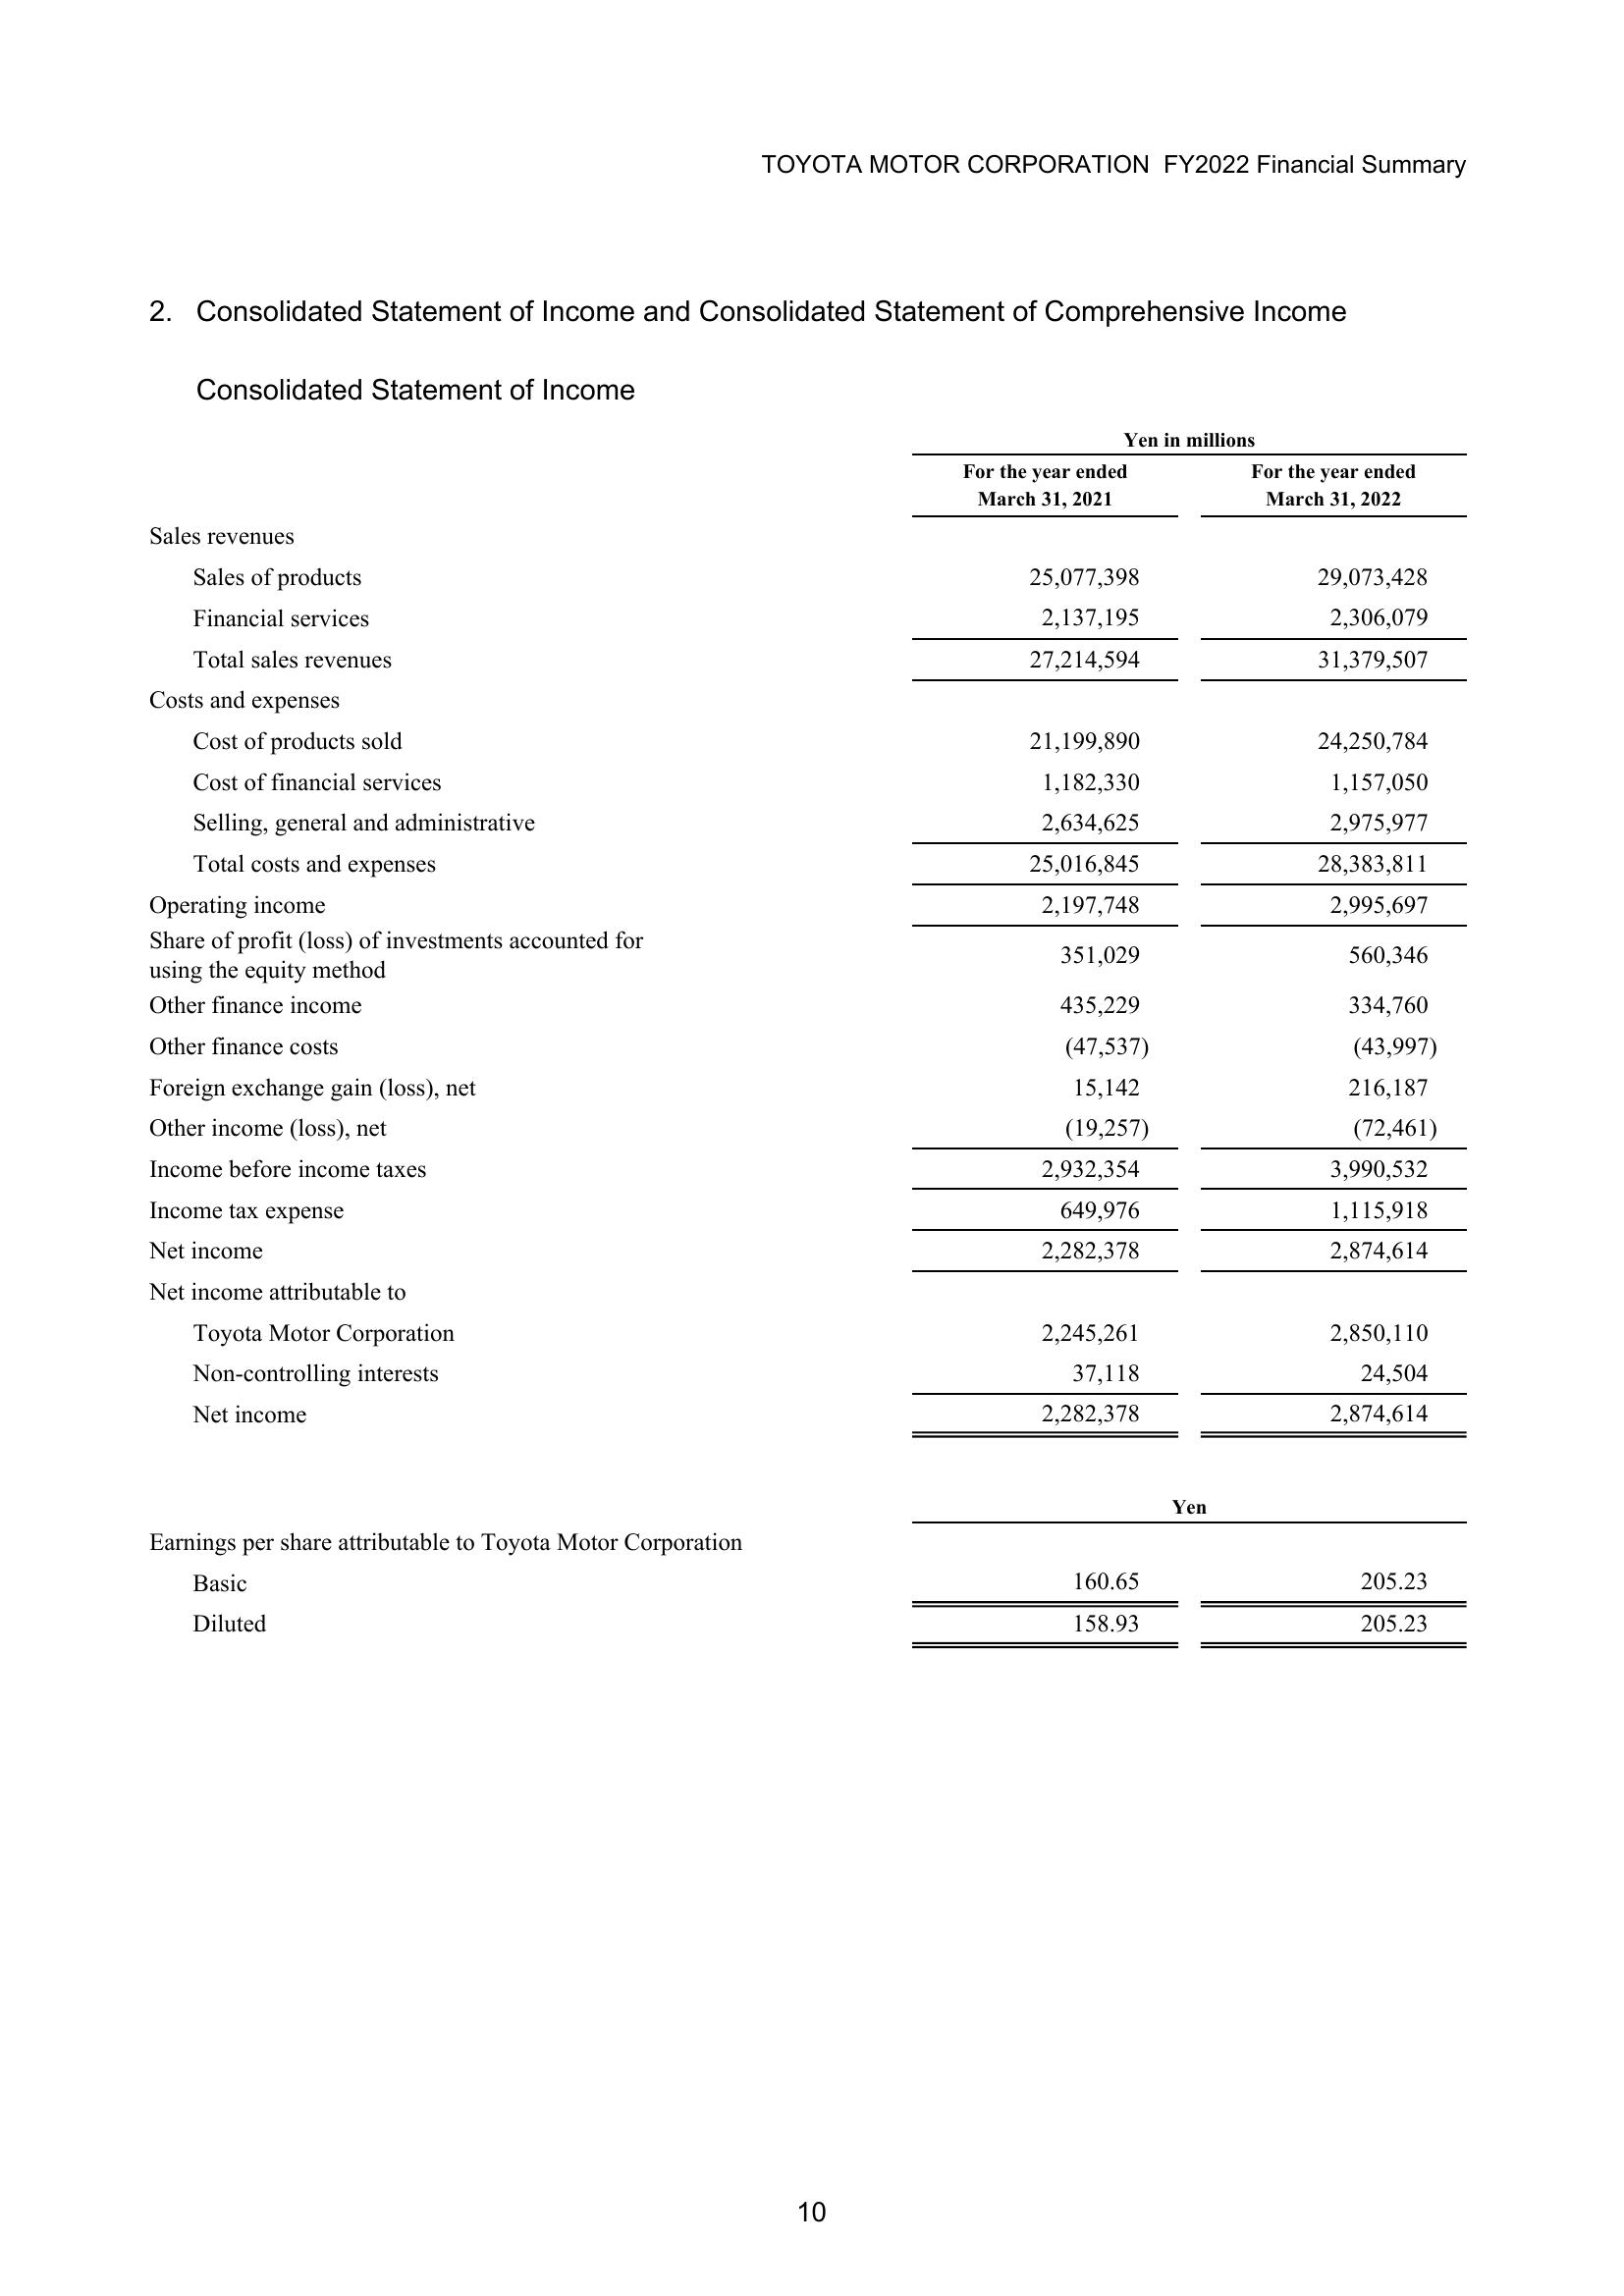 TOYOTA MOTOR CORPORATION FY2022 Financial Summary
2. Consolidated Statement of Income and Consolidated Statement of Comprehensive Income
Consolidated Statement of Income
Yen in millions
For the year ended March 31, 2021 For the year ended March 31, 2022
Sales revenues
Sales of products 25,077,398 29,073,428
Financial services 2,137,195 2,306,079
Total sales revenues 27,214,594 31,379,507
Costs and expenses
Cost of products sold 21,199,890 24,250,784
Cost of financial services 1,182,330 1,157,050
Selling, general and administrative 2,634,625 2,975,977
Total costs and expenses 25,016,845 28,383,811
Operating income 2,197,748 2,995,697
Share of profit (loss) of investments accounted for
using the equity method 351,029 560,346
Other finance income 435,229 334,760
Other finance costs (47,537) (43,997)
Foreign exchange gain (loss), net 15,142 216,187
Other income (loss), net (19,257) (72,461)
Income before income taxes 2,932,354 3,990,532
Income tax expense 649,976 1,115,918
Net income 2,282,378 2,874,614
Net income attributable to
Toyota Motor Corporation 2,245,261 2,850,110
Non-controlling interests 37,118 24,504
Net income 2,282,378 2,874,614
Yen
Earnings per share attributable to Toyota Motor Corporation
Basic 160.65 205.23
Diluted 158.93 205.23
10